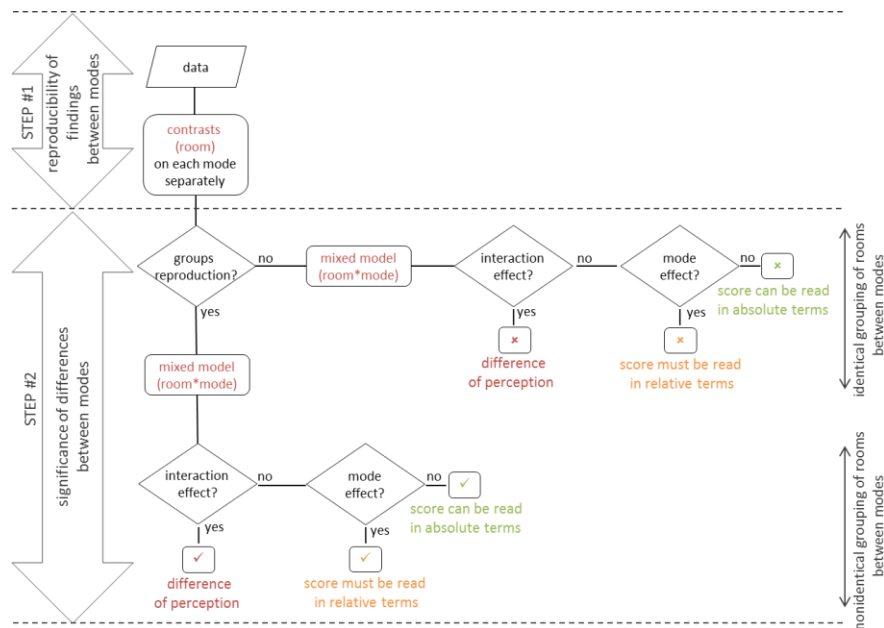 STEP #1
reproducibility of
findings
between modes
data
contrasts
(room)
on each mode
separately
STEP #2
significance of differences
between modes
groups
reproduction?
no
mixed model
(room*mode)
interaction
effect?
no
mode
effect?
no
score can be read
in absolute terms
yes
difference
of perception
yes
score must be read
in relative terms
identical grouping of rooms
between modes
yes
mixed model
(room*mode)
interaction
effect?
no
mode
effect?
no
score can be read
in absolute terms
yes
difference
of perception
yes
score must be read
in relative terms
nonidentical grouping of rooms
between modes